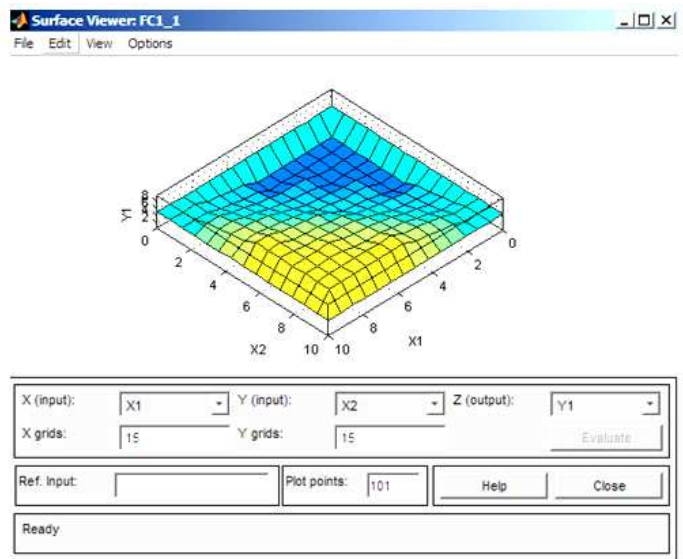 Surface Viewer: FC1_1
File Edit View Options
Y1
8
2
0
2
4
6
8
10
X2
0
2
4
6
8
10
X1
X (input): X1 Y (input): X2 Z (output): Y1
X grids: 15 Y grids: 15 Evaluate
Ref. Input: Plot points: 101 Help Close
Ready